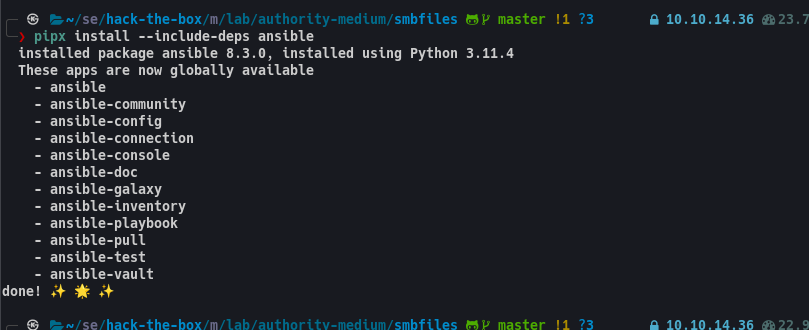 ~/se/hack-the-box/m/lab/authority-medium/smbfiles master !1 ?3 10.10.14.36 23.7
❯ pipx install --include-deps ansible
installed package ansible 8.3.0, installed using Python 3.11.4
These apps are now globally available
- ansible
- ansible-community
- ansible-config
- ansible-connection
- ansible-console
- ansible-doc
- ansible-galaxy
- ansible-inventory
- ansible-playbook
- ansible-pull
- ansible-test
- ansible-vault
done! ✨ 🌟 ✨
~/se/hack-the-box/m/lab/authority-medium/smbfiles master !1 ?3 10.10.14.36